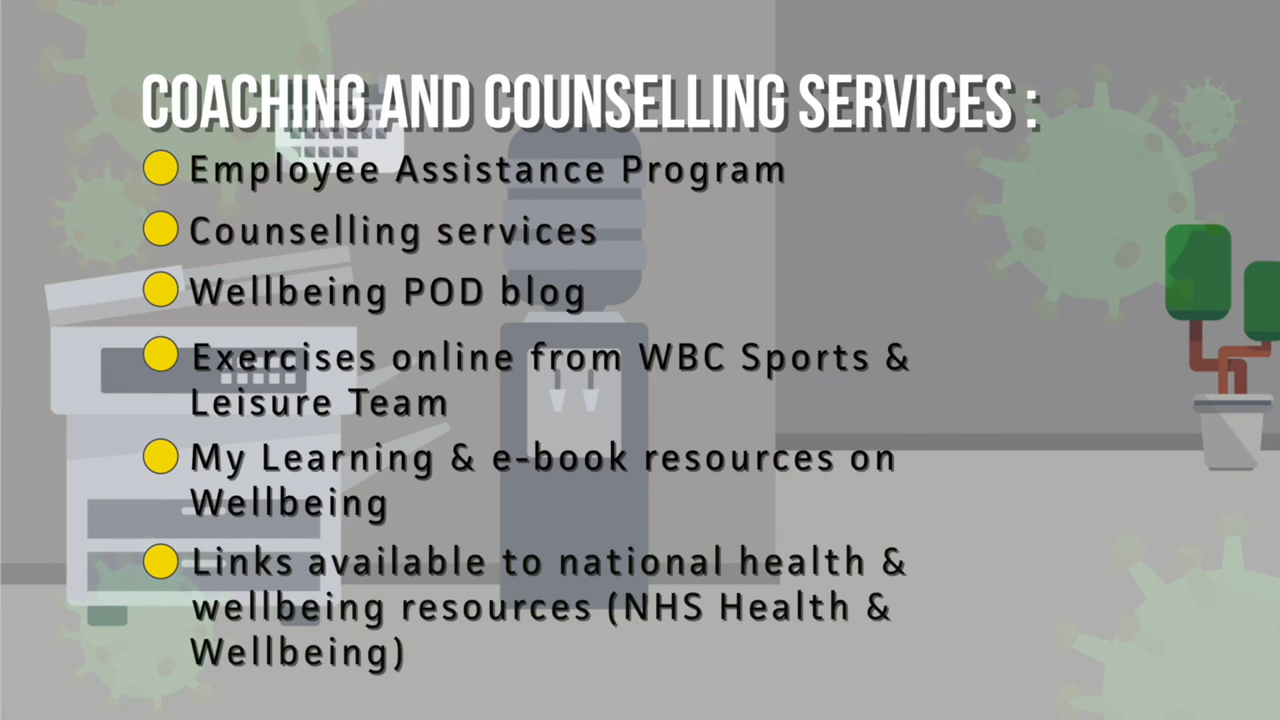 COACHING AND COUNSELLING SERVICES :
Employee Assistance Program
Counselling services
Wellbeing POD blog
Exercises online from WBC Sports &
Leisure Team
My Learning & e-book resources on
Wellbeing
Links available to national health &
wellbeing resources (NHS Health &
Wellbeing)